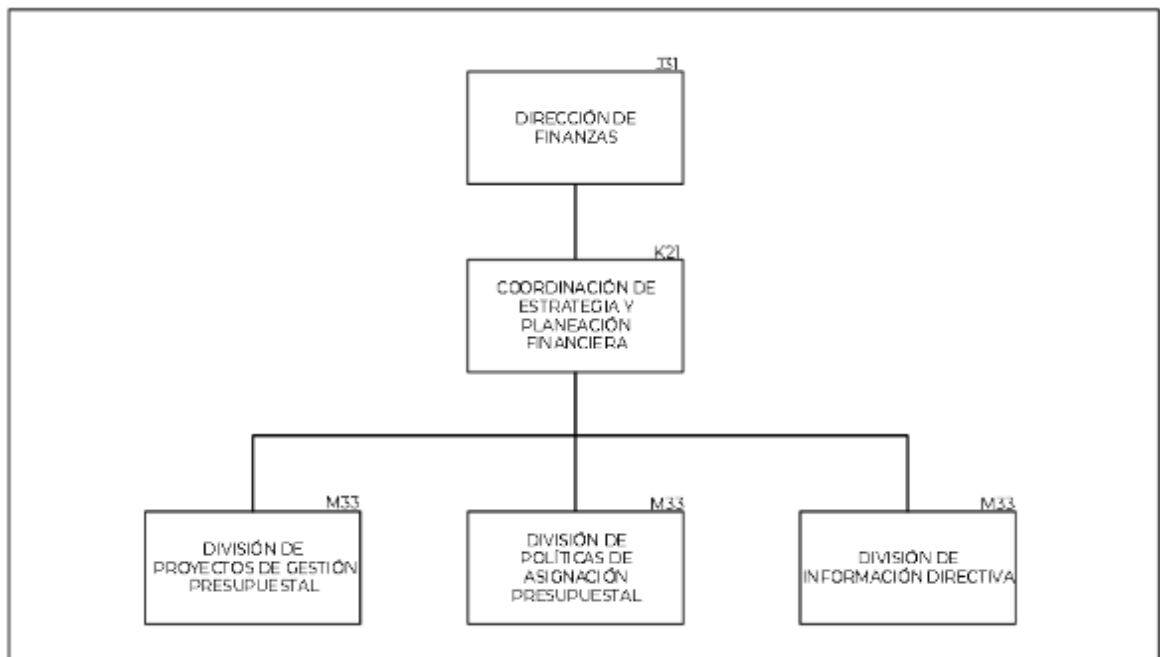 J31
DIRECCIÓN DE
FINANZAS
K21
COORDINACIÓN DE
ESTRATEGIA Y
PLANEACIÓN
FINANCIERA
M33
DIVISIÓN DE
PROYECTOS DE GESTIÓN
PRESUPUESTAL
M33
DIVISIÓN DE
POLÍTICAS DE
ASIGNACIÓN
PRESUPUESTAL
M33
DIVISIÓN DE
INFORMACIÓN DIRECTIVA